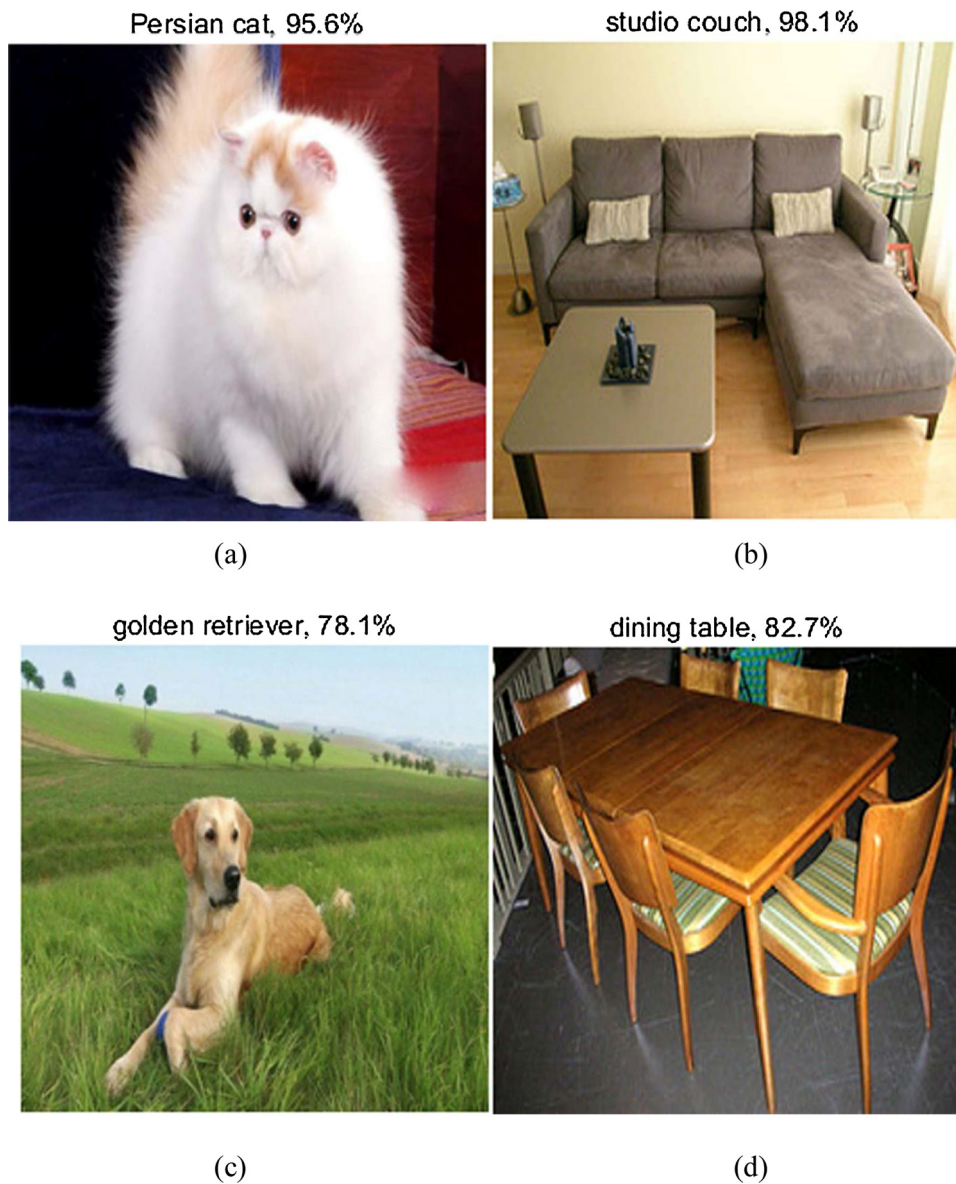 Persian cat, 95.6%
studio couch, 98.1%
(a)
(b)
golden retriever, 78.1%
dining table, 82.7%
(c)
(d)